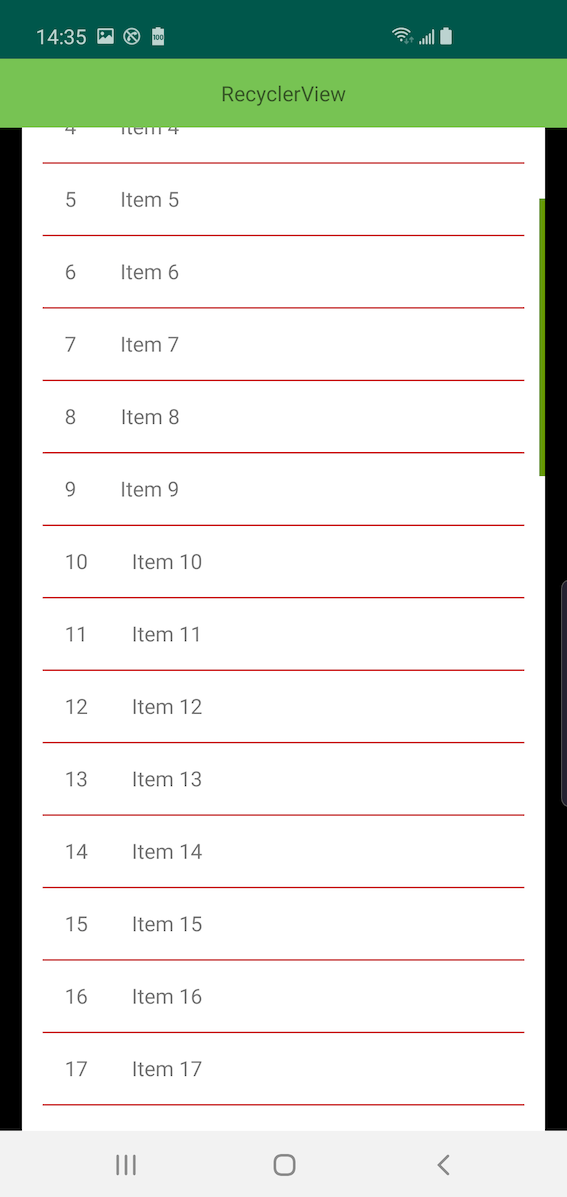 14:35
100
RecyclerView
4 Item 4
5 Item 5
6 Item 6
7 Item 7
8 Item 8
9 Item 9
10 Item 10
11 Item 11
12 Item 12
13 Item 13
14 Item 14
15 Item 15
16 Item 16
17 Item 17